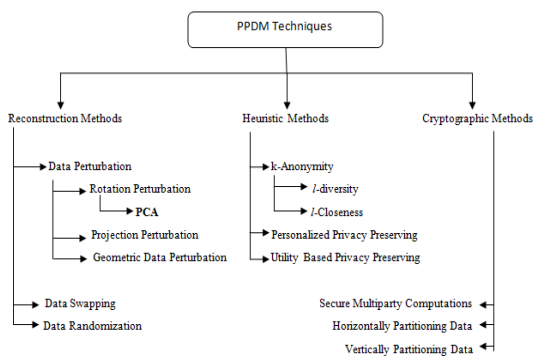 PPDM Techniques
Reconstruction Methods
Heuristic Methods
Cryptographic Methods
Data Perturbation
Rotation Perturbation
PCA
Projection Perturbation
Geometric Data Perturbation
Data Swapping
Data Randomization
k-Anonymity
l-diversity
l-Closeness
Personalized Privacy Preserving
Utility Based Privacy Preserving
Secure Multiparty Computations
Horizontally Partitioning Data
Vertically Partitioning Data